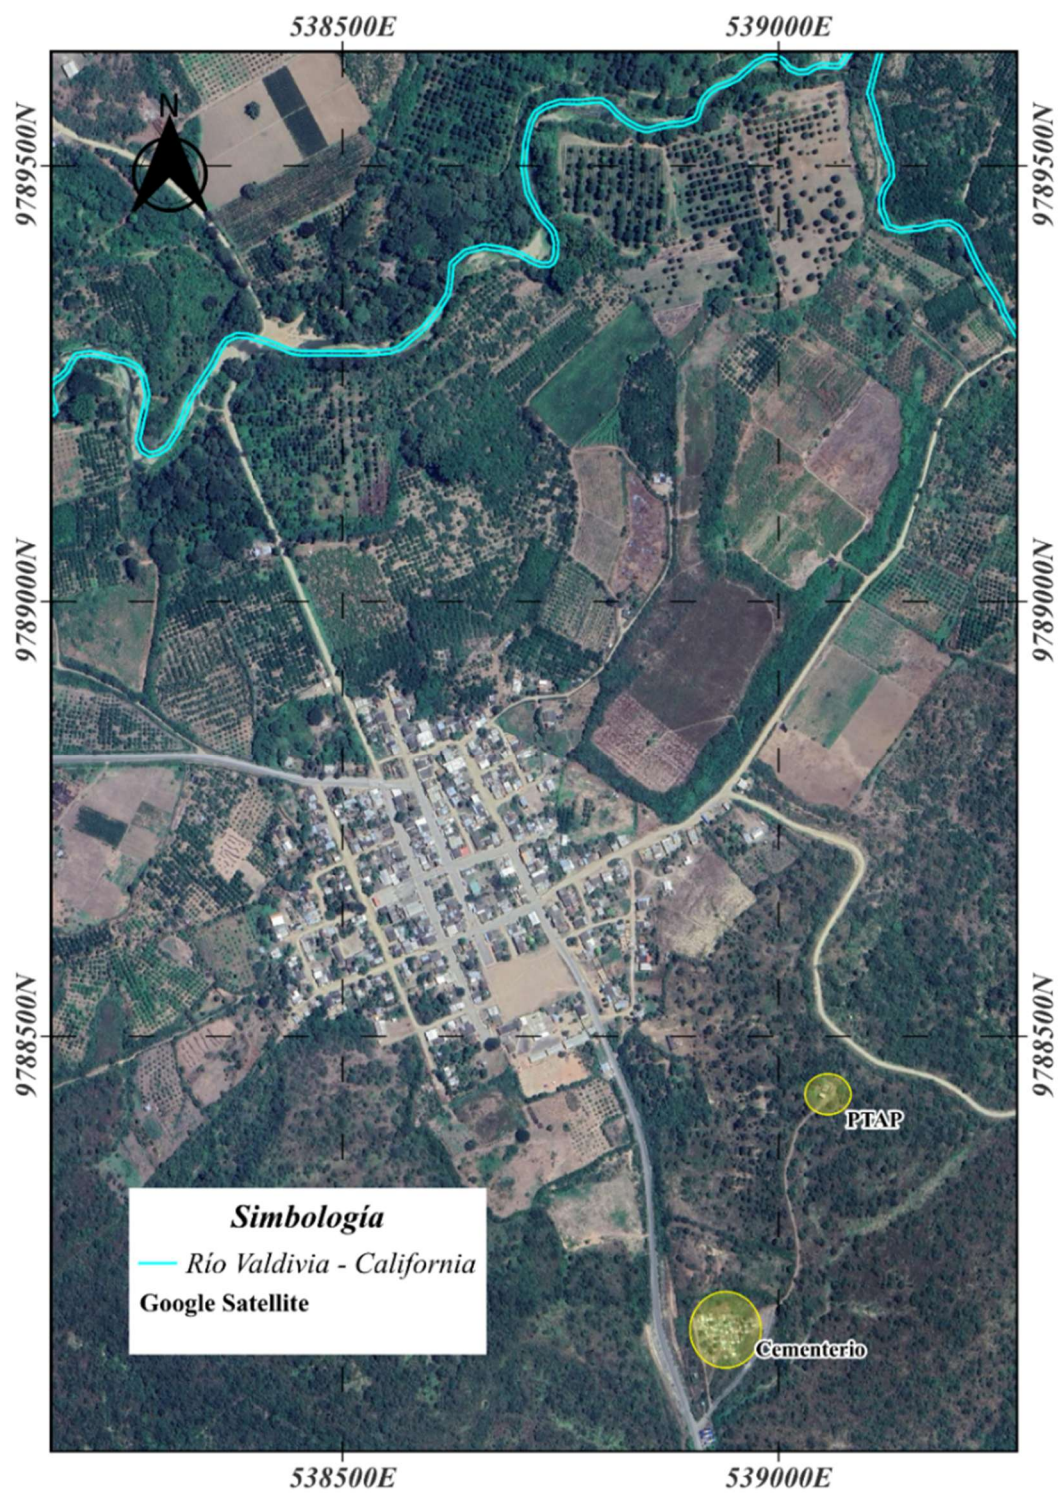 538500E 539000E
N
9789500N 9789500N
9789000N 9789000N
9788500N 9788500N
PTAP
Simbología
Río Valdivia - California
Google Satellite
Cementerio
538500E 539000E